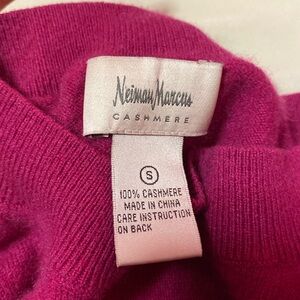 Neiman Marcus
CASHMERE
S
100% CASHMERE
MADE IN CHINA
CARE INSTRUCTION
ON BACK